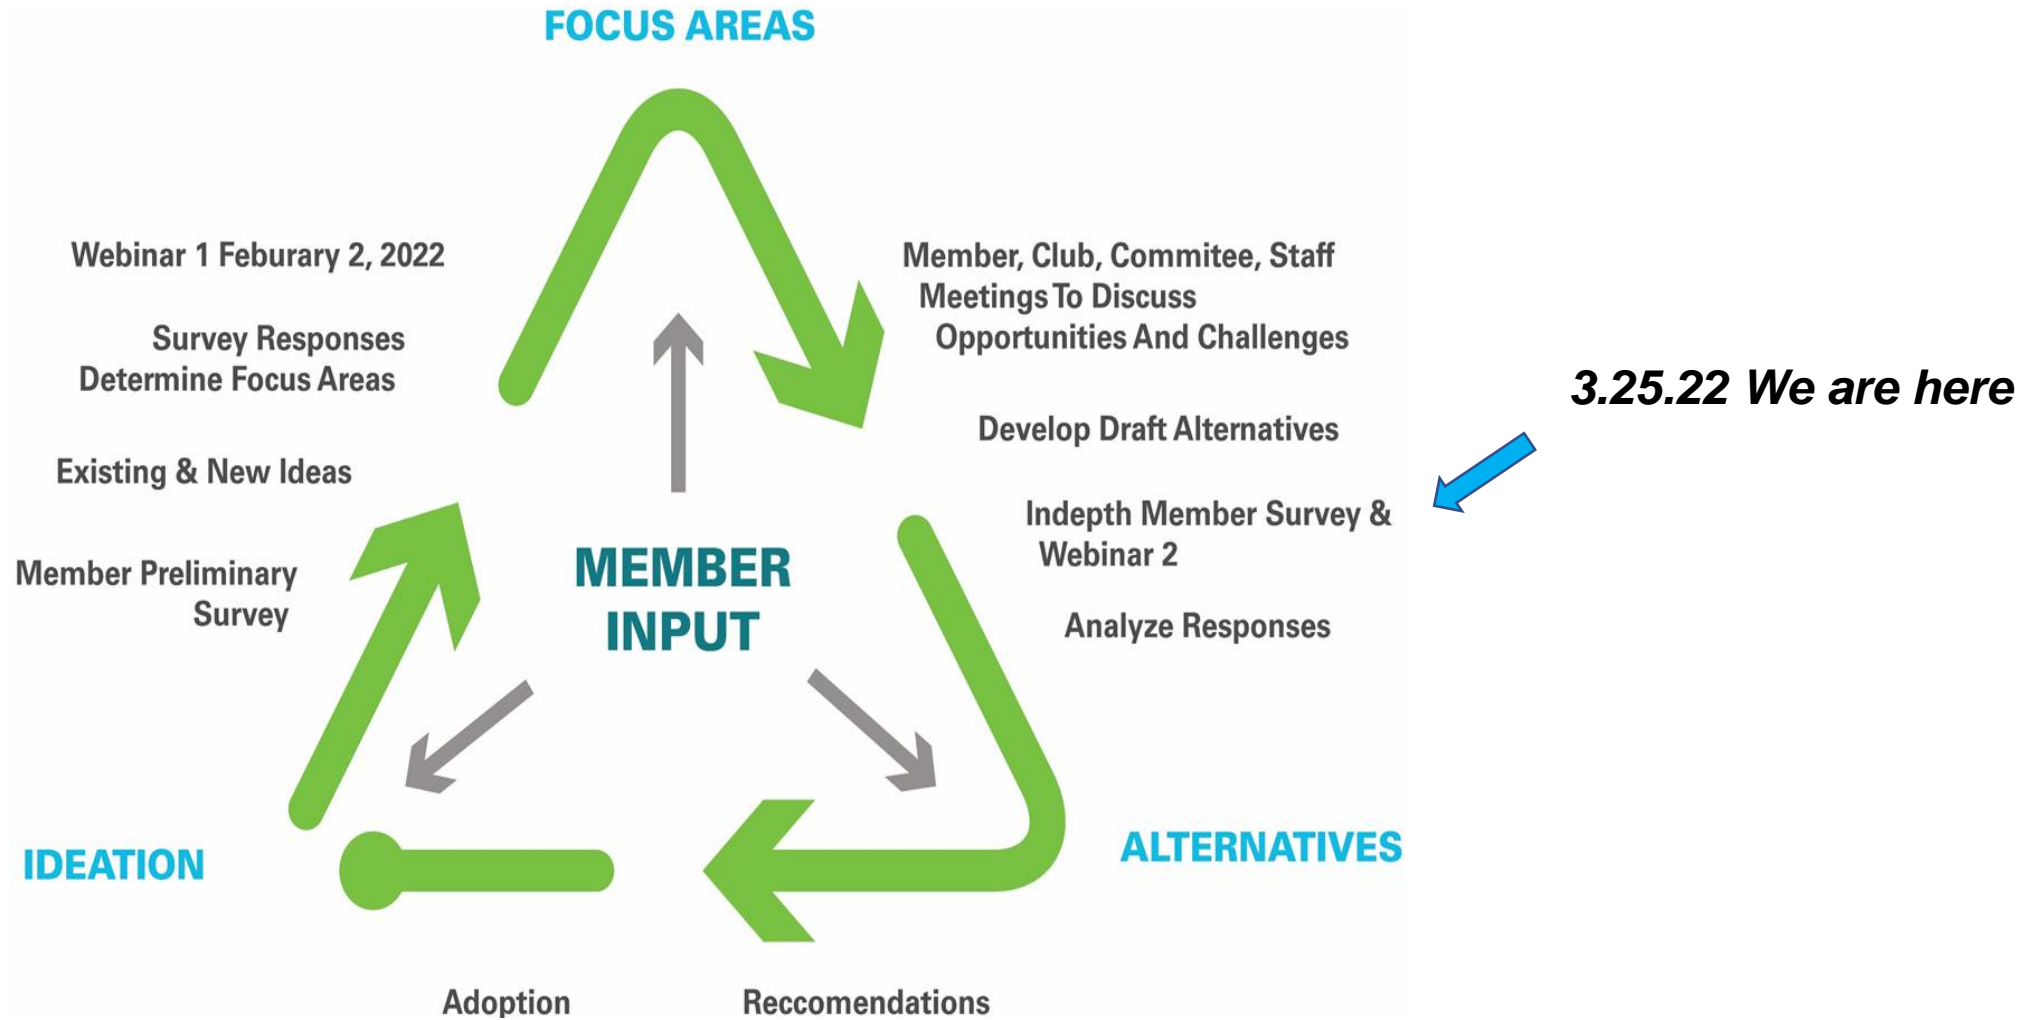 FOCUS AREAS
Webinar 1 Feburary 2, 2022
Survey Responses
Determine Focus Areas
Existing & New Ideas
Member Preliminary
Survey
Member, Club, Commitee, Staff
Meetings To Discuss
Opportunities And Challenges
Develop Draft Alternatives
Indepth Member Survey &
Webinar 2
Analyze Responses
3.25.22 We are here
MEMBER
INPUT
IDEATION
ALTERNATIVES
Adoption
Reccomendations